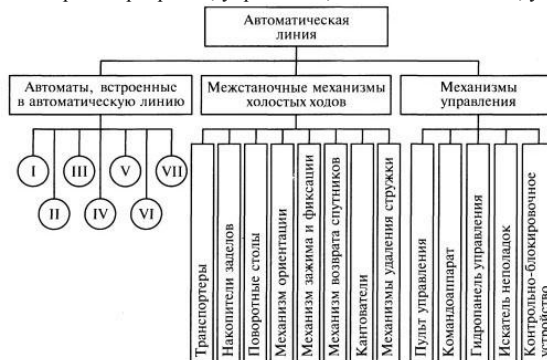 Автоматическая
линия
Автоматы, встроенные
в автоматическую линию
Межстаночные механизмы
холостых ходов
Механизмы
управления
I
III
V
VII
II
IV
VI
Транспортеры
Накопители заделов
Поворотные столы
Механизм ориентации
Механизм зажима и фиксации
Механизм возврата спутников
Кантователи
Механизмы удаления стружки
Пульт управления
Командоаппарат
Гидропанель управления
Искатель неполадок
Контрольно-блокировочное
устройство